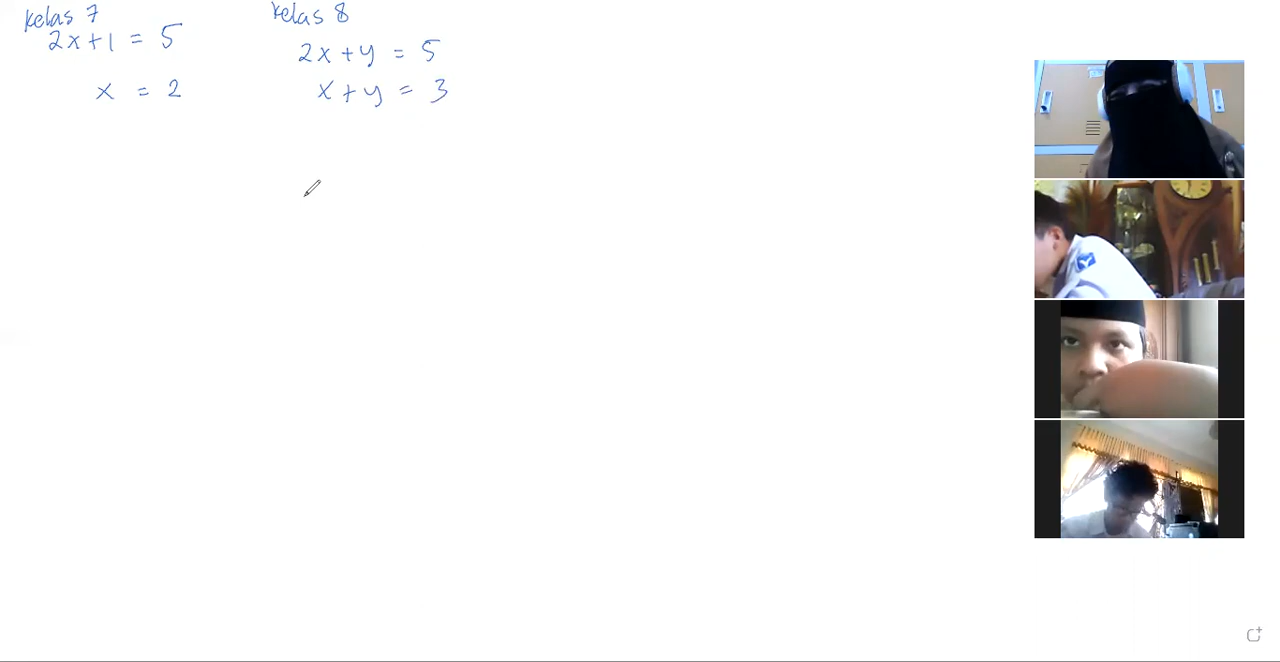 kelas 7
2x+1 = 5
x = 2
kelas 8
2x+y = 5
x+y = 3